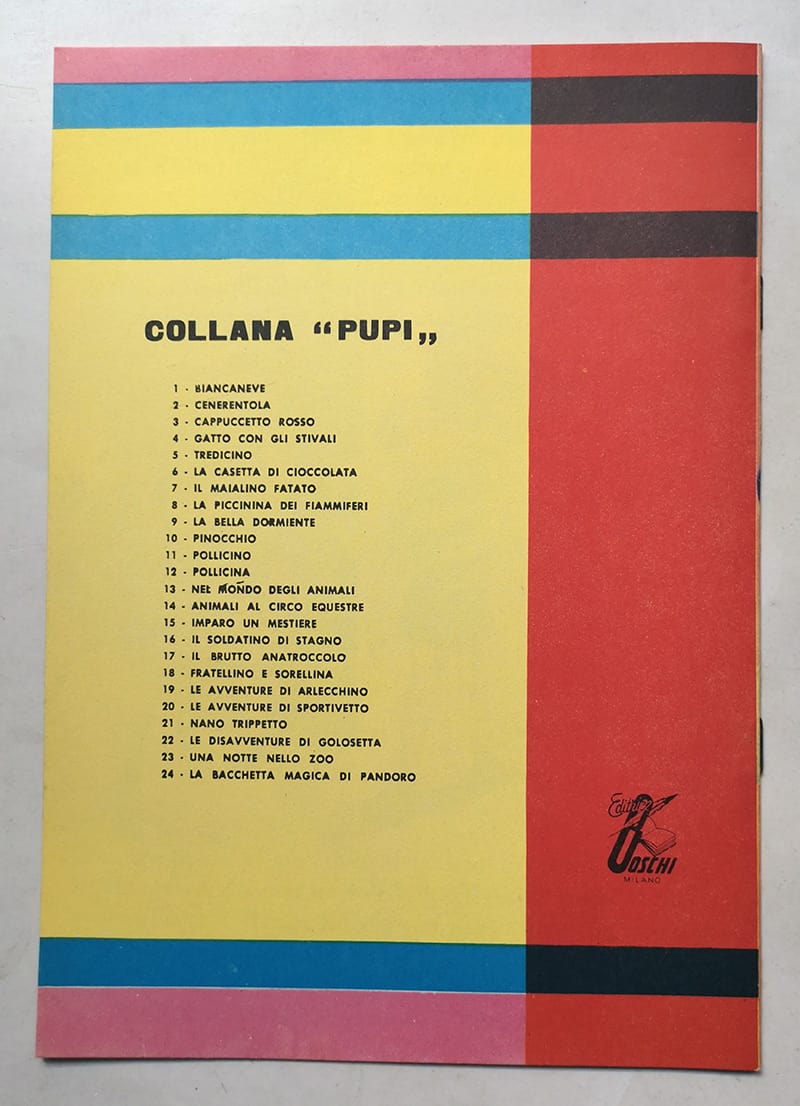 COLLANA “PUPI„
1 - BIANCANEVE
2 - CENERENTOLA
3 - CAPPUCCETTO ROSSO
4 - GATTO CON GLI STIVALI
5 - TREDICINO
6 - LA CASETTA DI CIOCCOLATA
7 - IL MAIALINO FATATO
8 - LA PICCININA DEI FIAMMIFERI
9 - LA BELLA DORMIENTE
10 - PINOCCHIO
11 - POLLICINO
12 - POLLICINA
13 - NEL MONDO DEGLI ANIMALI
14 - ANIMALI AL CIRCO EQUESTRE
15 - IMPARO UN MESTIERE
16 - IL SOLDATINO DI STAGNO
17 - IL BRUTTO ANATROCCOLO
18 - FRATELLINO E SORELLINA
19 - LE AVVENTURE DI ARLECCHINO
20 - LE AVVENTURE DI SPORTIVETTO
21 - NANO TRIPPETTO
22 - LE DISAVVENTURE DI GOLOSETTA
23 - UNA NOTTE NELLO ZOO
24 - LA BACCHETTA MAGICA DI PANDORO
Editrice
MILANO